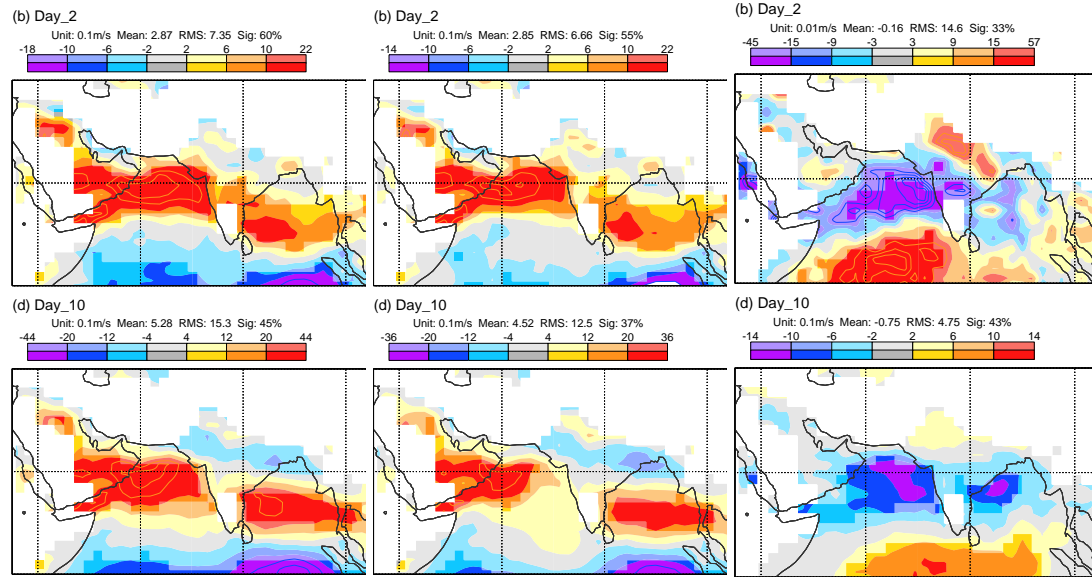 (b) Day_2
Unit: 0.1m/s Mean: 2.87 RMS: 7.35 Sig: 60%
-18 -10 -6 -2 2 6 10 22
(b) Day_2
Unit: 0.1m/s Mean: 2.85 RMS: 6.66 Sig: 55%
-14 -10 -6 -2 2 6 10 22
(b) Day_2
Unit: 0.01m/s Mean: -0.16 RMS: 14.6 Sig: 33%
-45 -15 -9 -3 3 9 15 57
(d) Day_10
Unit: 0.1m/s Mean: 5.28 RMS: 15.3 Sig: 45%
-44 -20 -12 -4 4 12 20 44
(d) Day_10
Unit: 0.1m/s Mean: 4.52 RMS: 12.5 Sig: 37%
-36 -20 -12 -4 4 12 20 36
(d) Day_10
Unit: 0.1m/s Mean: -0.75 RMS: 4.75 Sig: 43%
-14 -10 -6 -2 2 6 10 14